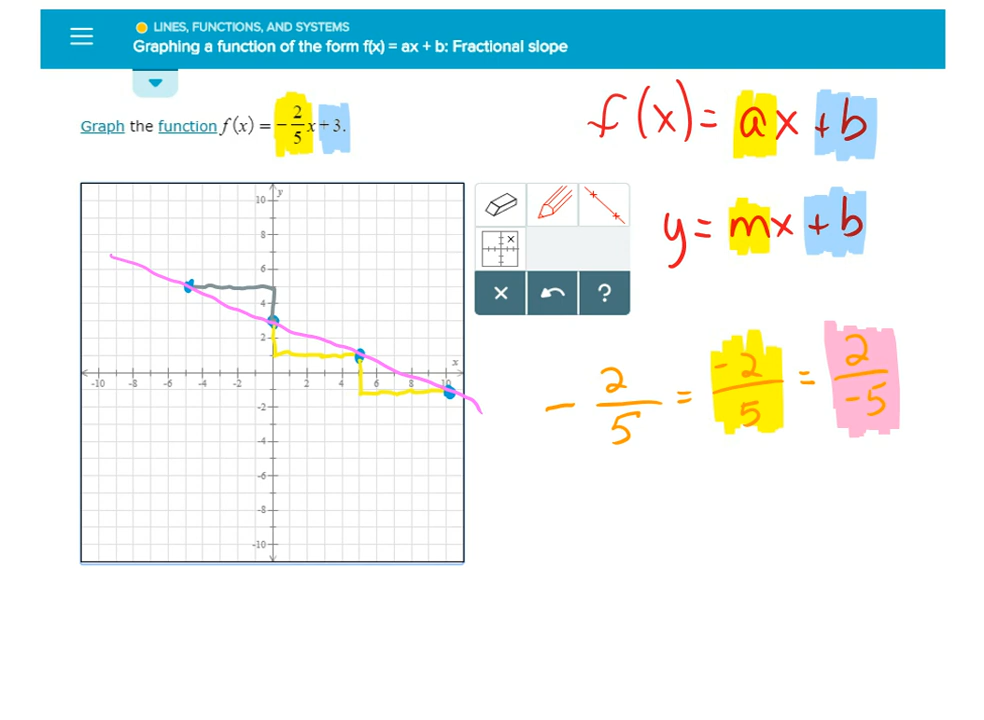 LINES, FUNCTIONS, AND SYSTEMS
Graphing a function of the form f(x) = ax + b: Fractional slope
Graph the function f(x) = -2/5 x+3.
f(x) = ax + b
y = mx + b
- 2/5 = -2/5 = 2/-5
y
10
8
6
4
2
x
-10 -8 -6 -4 -2 2 4 6 8 10
-2
-4
-6
-8
-10
×
?